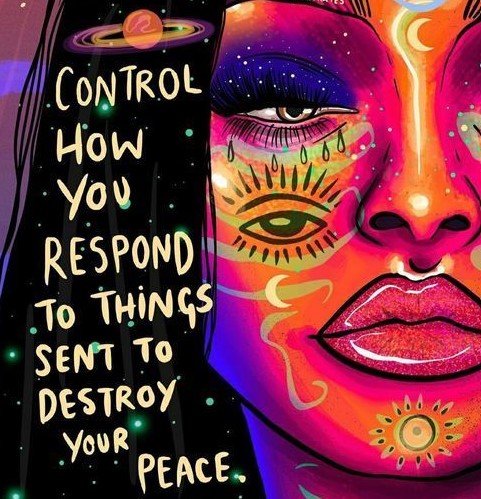 CONTROL
HOW
YOU
RESPOND
TO THINGS
SENT TO
DESTROY
YOUR
PEACE.